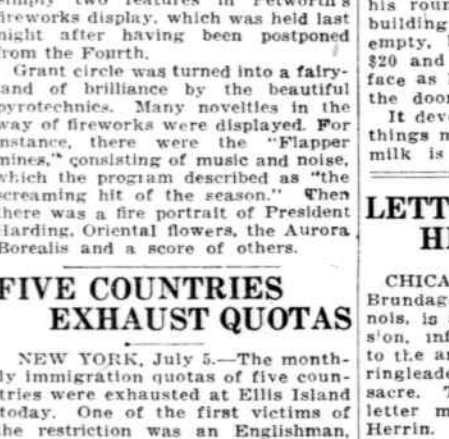 simply two features in Petworth's
fireworks display, which was held last
night after having been postponed
from the Fourth.
Grant circle was turned into a fairy-
land of brilliance by the beautiful
pyrotechnics. Many novelties in the
way of fireworks were displayed. For
instance, there were the "Flapper
mines," consisting of music and noise,
which the program described as "the
screaming hit of the season." Then
there was a fire portrait of President
Harding, Oriental flowers, the Aurora
Borealis and a score of others.
FIVE COUNTRIES
EXHAUST QUOTAS
NEW YORK, July 5.—The month-
ly immigration quotas of five coun-
tries were exhausted at Ellis Island
today. One of the first victims of
the restriction was an Englishman,
his roun
building
empty,
$20 and
face as
the door
It deve
things m
milk is
LETT
H
CHICA
Brundag
nois, is
sion, inf
to the a
ringleade
sacre.
letter m
Herrin.